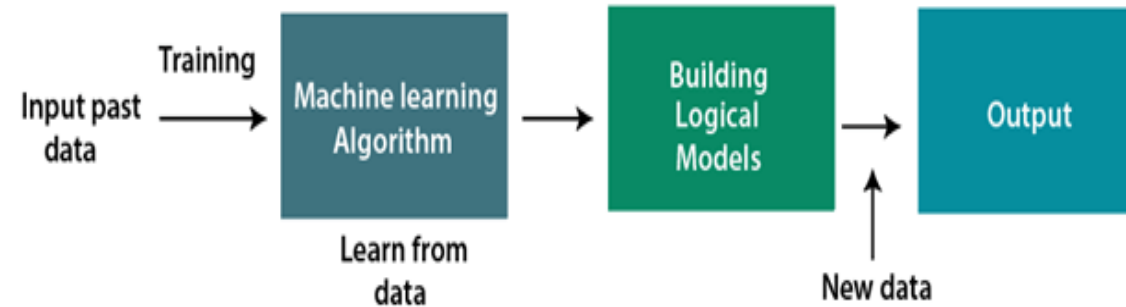 Training
Input past
data
Machine learning
Algorithm
Learn from
data
Building
Logical
Models
New data
Output